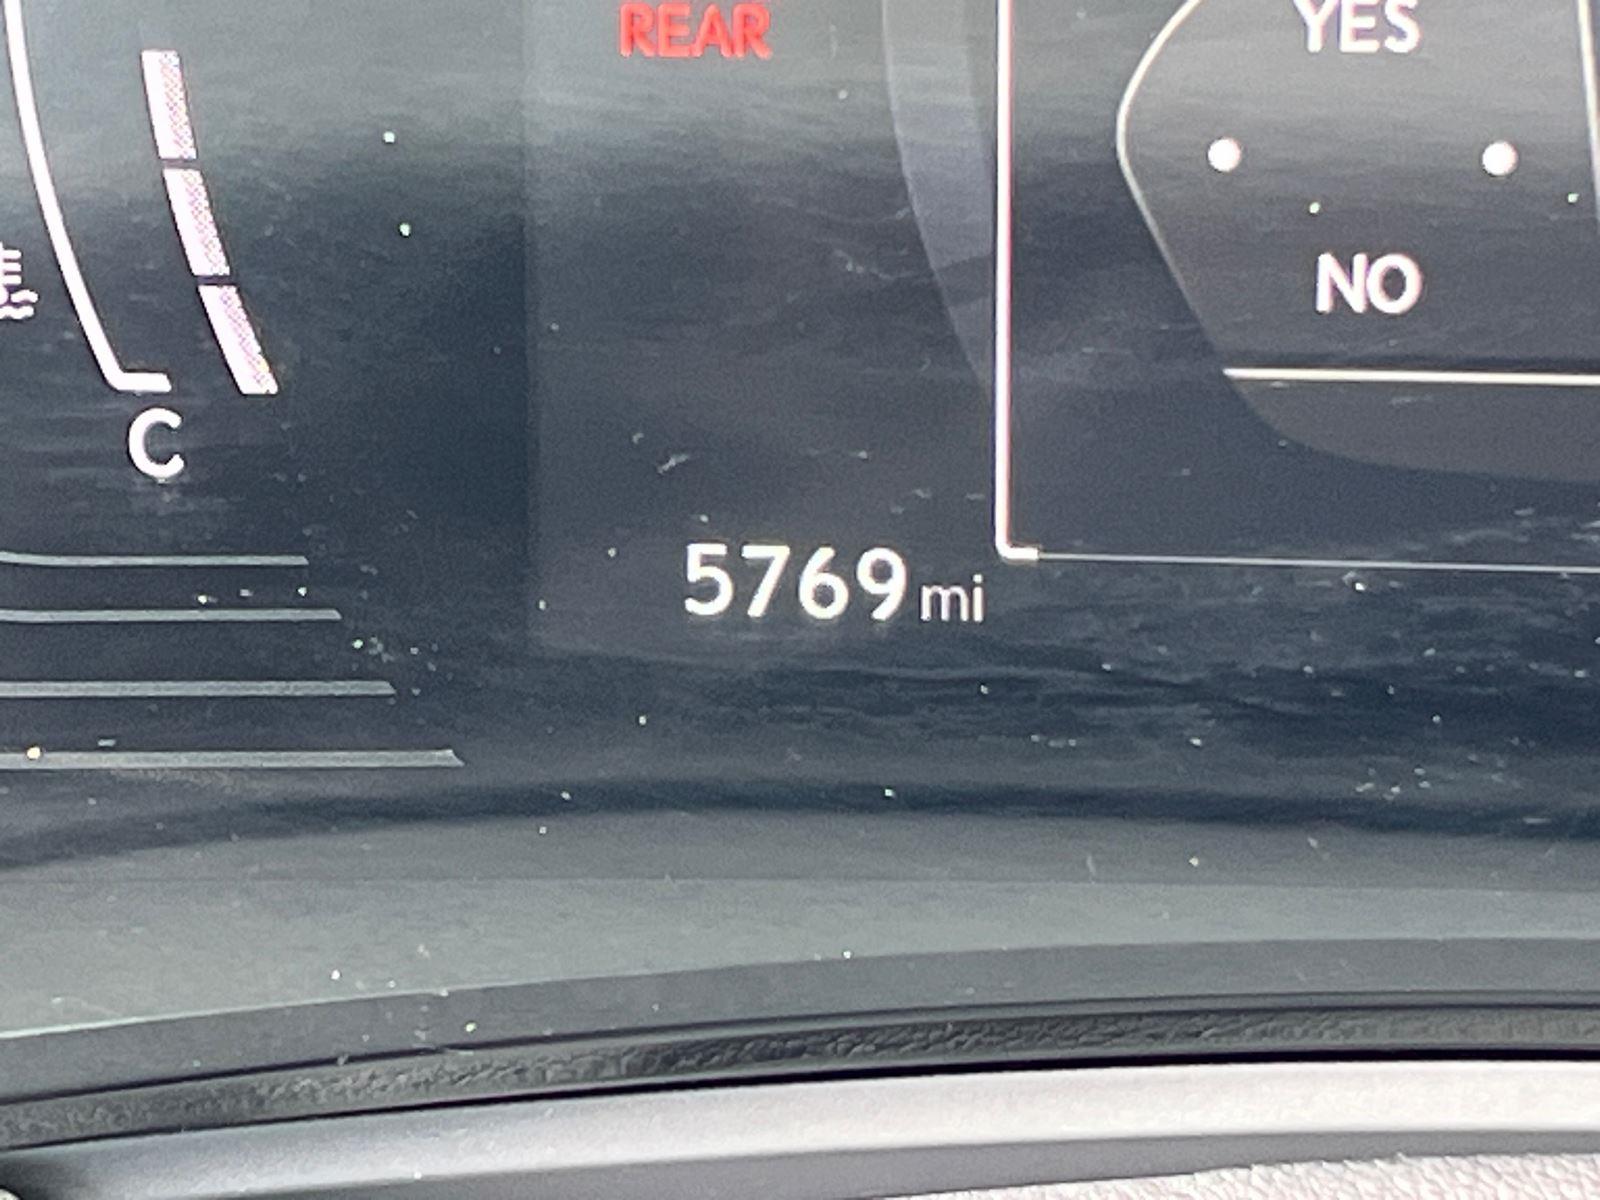 REAR
YES
NO
C
5769 mi